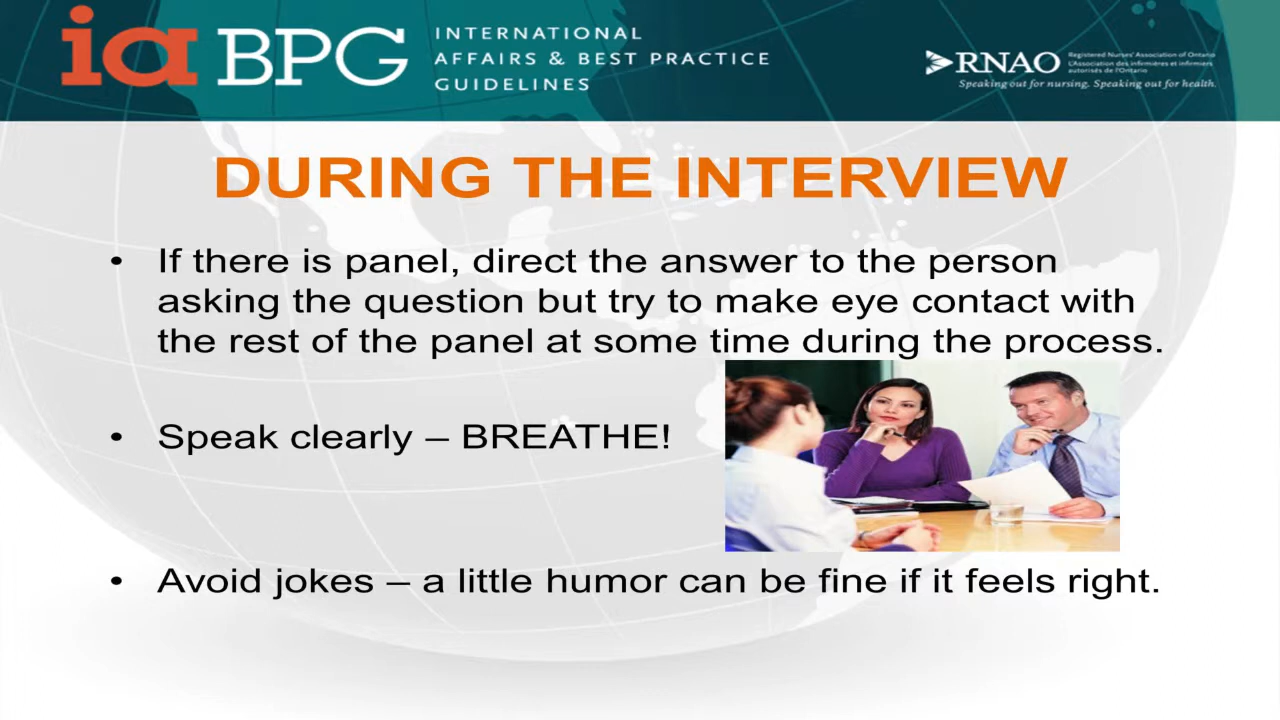 ia BPG
INTERNATIONAL
AFFAIRS & BEST PRACTICE
GUIDELINES
RNAO
Registered Nurses' Association of Ontario
L'Association des infirmières et infirmiers
autorisés de l'Ontario
Speaking out for nursing. Speaking out for health.
DURING THE INTERVIEW
• If there is panel, direct the answer to the person
asking the question but try to make eye contact with
the rest of the panel at some time during the process.
• Speak clearly – BREATHE!
• Avoid jokes – a little humor can be fine if it feels right.